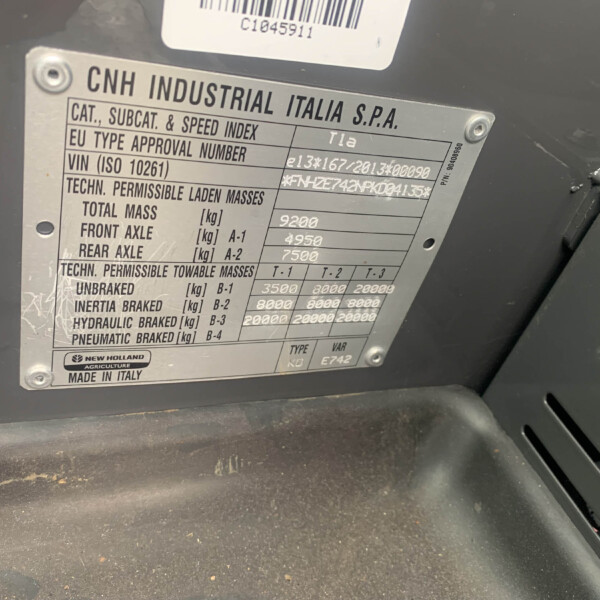 C1045911
CNH INDUSTRIAL ITALIA S.P.A.
CAT., SUBCAT. & SPEED INDEX T1a
EU TYPE APPROVAL NUMBER e13*167/2013*00090
VIN (ISO 10261)
TECHN. PERMISSIBLE LADEN MASSES
TOTAL MASS [kg] 9200
FRONT AXLE [kg] A-1 4950
REAR AXLE [kg] A-2 7500
TECHN. PERMISSIBLE TOWABLE MASSES T-1 T-2 T-3
UNBRAKED [kg] B-1 3500 8000 20000
INERTIA BRAKED [kg] B-2 8000 8000 8000
HYDRAULIC BRAKED [kg] B-3 20000 20000 20000
PNEUMATIC BRAKED [kg] B-4
NEW HOLLAND
AGRICULTURE
MADE IN ITALY
TYPE VAR
KD E742
P/N. 90408960